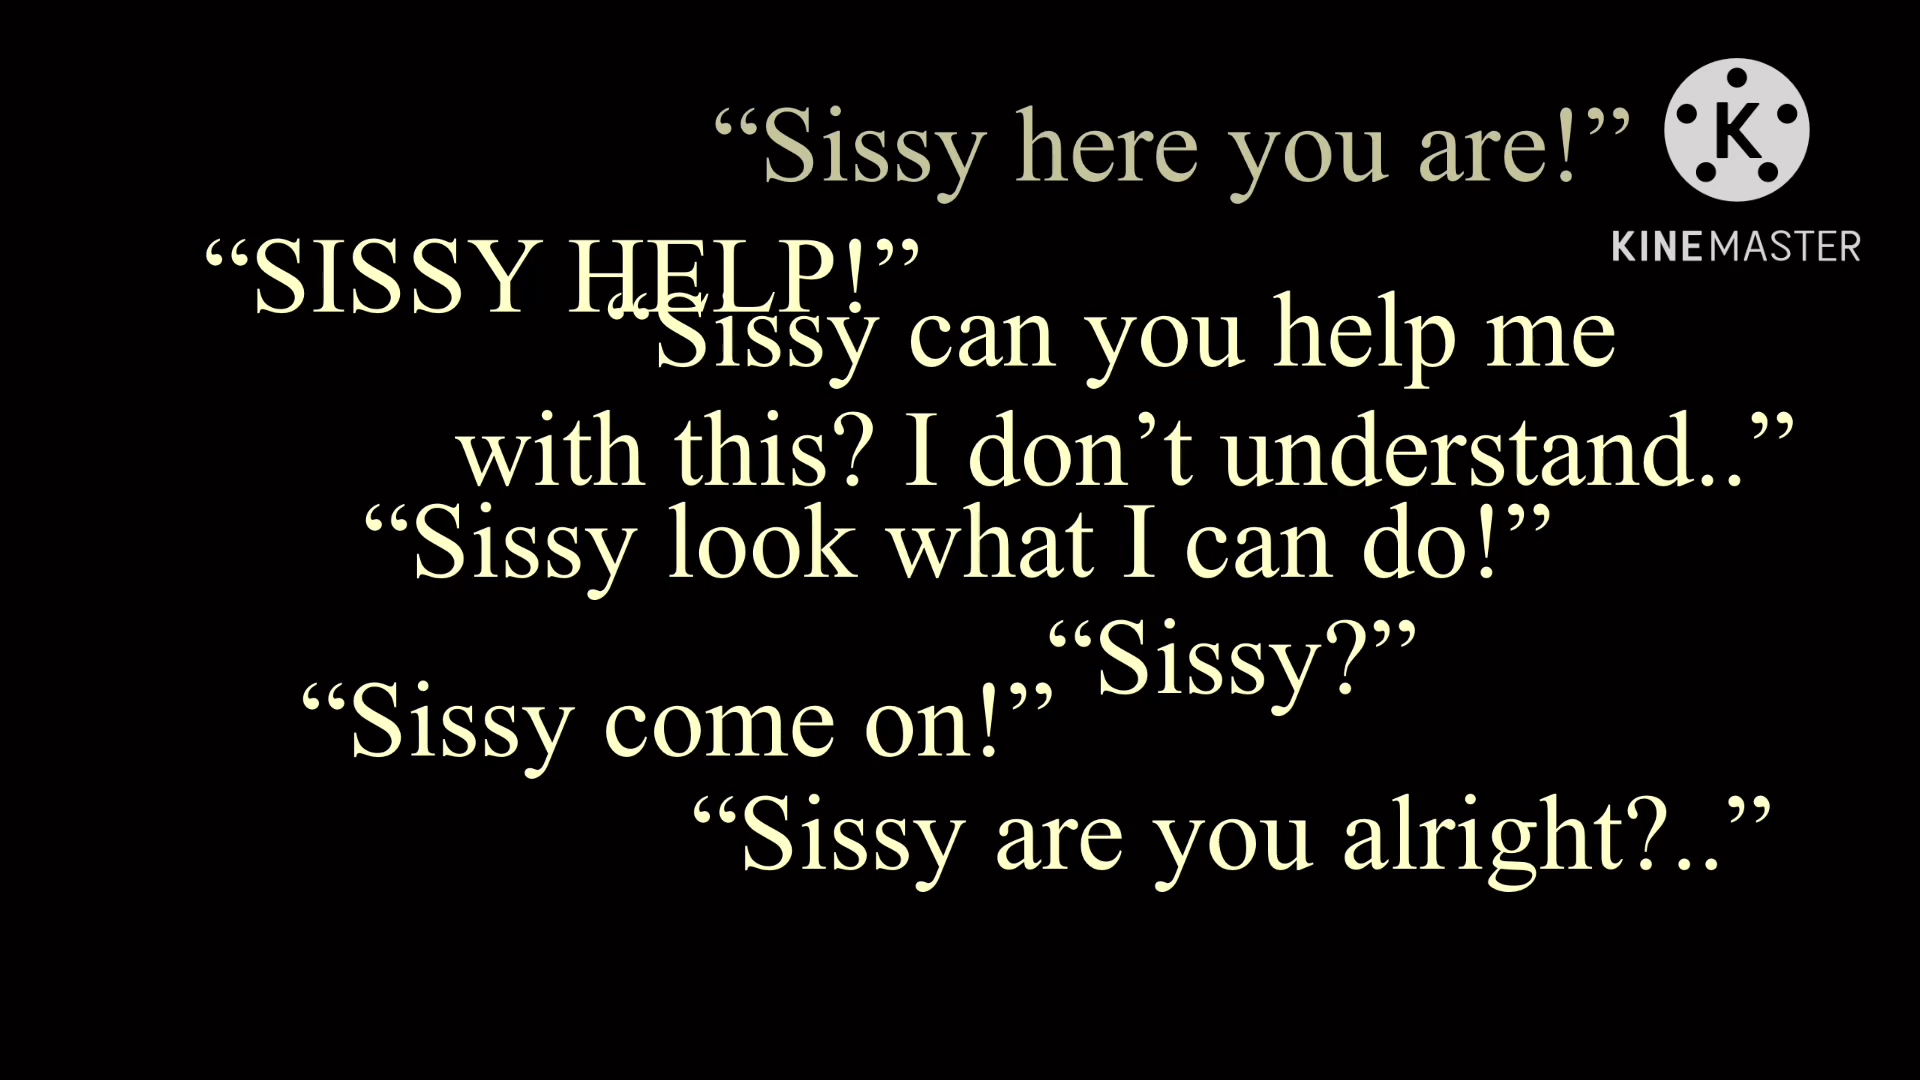 “Sissy here you are!”
KINEMASTER
“SISSY HELP!”
“Sissy can you help me
with this? I don’t understand..”
“Sissy look what I can do!”
“Sissy?”
“Sissy come on!”
“Sissy are you alright?..”